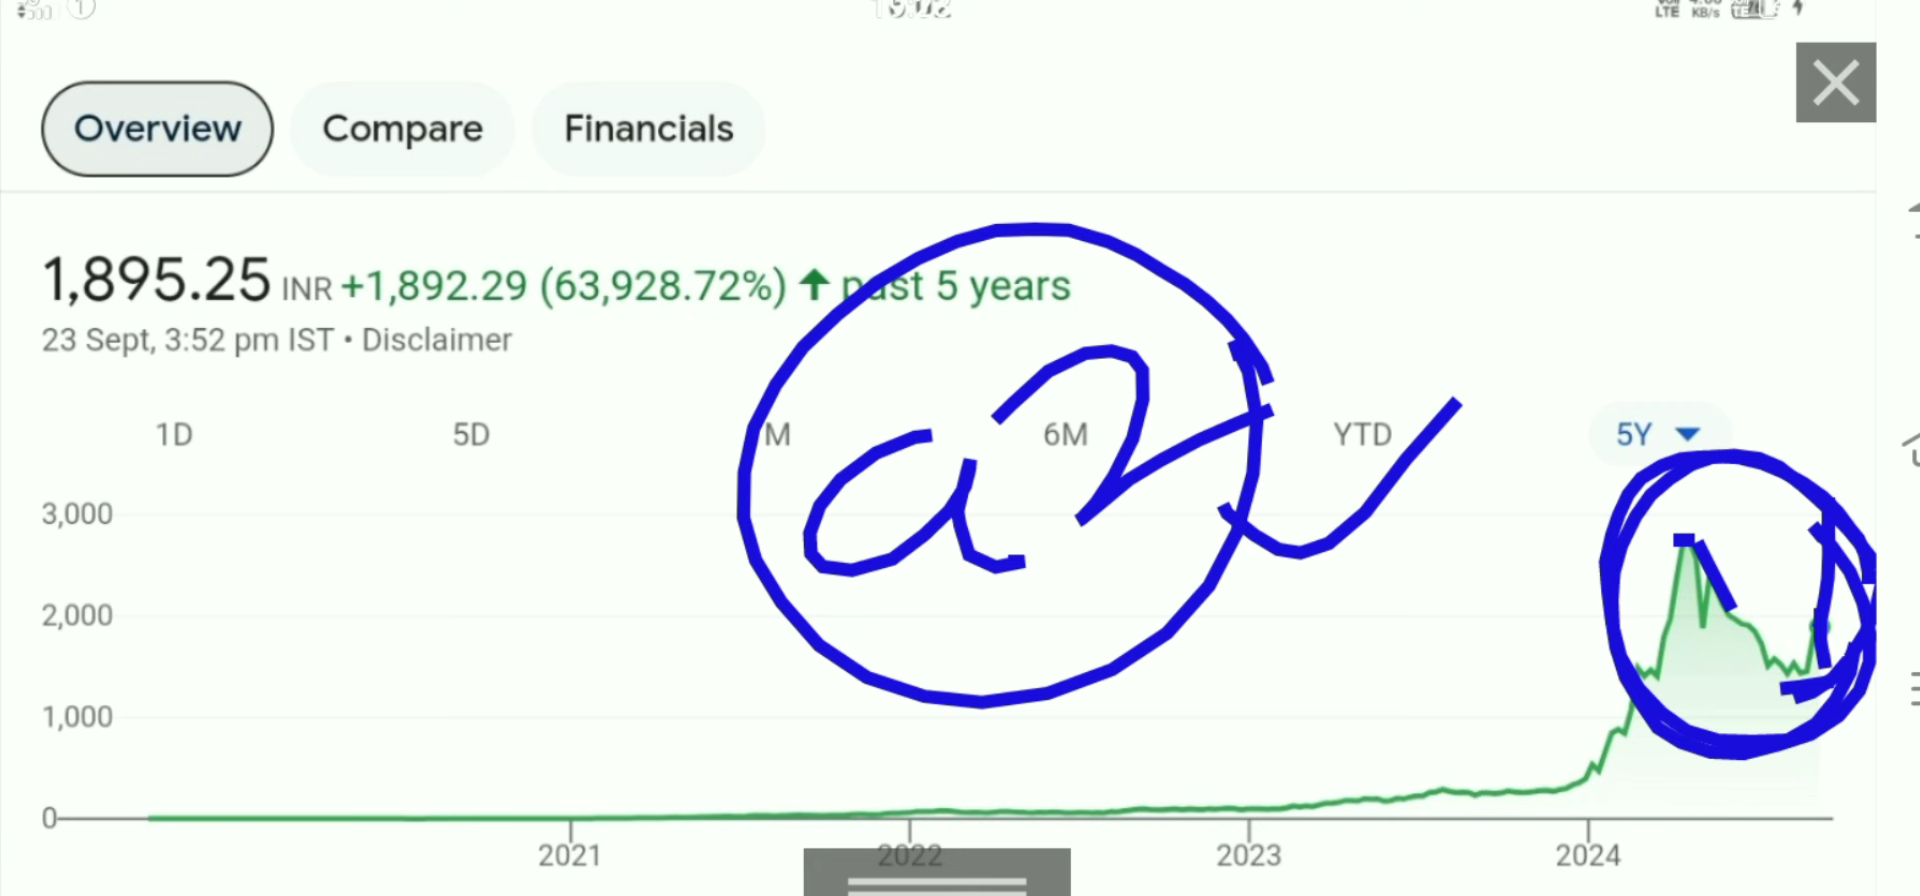 LTE KB/s
Overview Compare Financials
1,895.25 INR +1,892.29 (63,928.72%) past 5 years
23 Sept, 3:52 pm IST • Disclaimer
1D 5D M 6M YTD 5Y
3,000
2,000
1,000
0
2021 2022 2023 2024